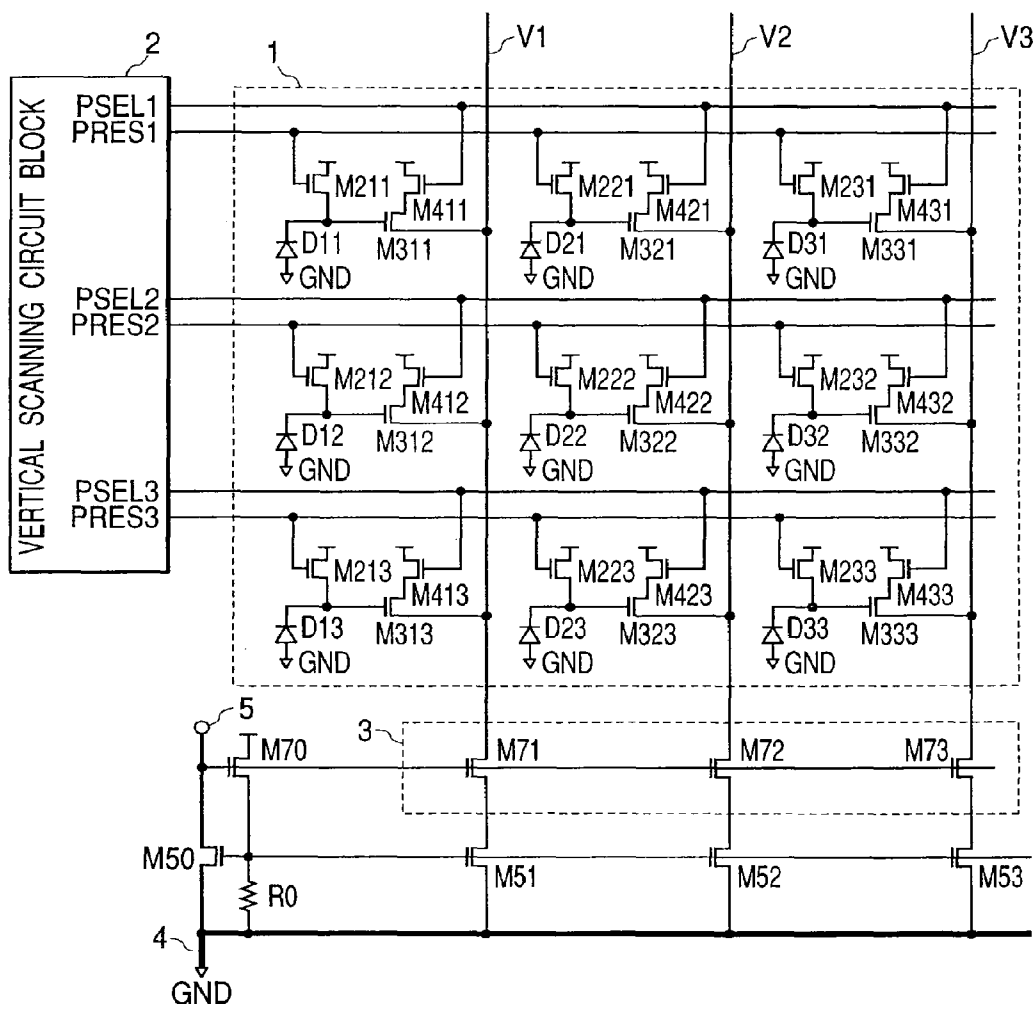 V1 V2 V3
2 1
VERTICAL SCANNING CIRCUIT BLOCK
PSEL1
PRES1
M211 M221 M231
M411 M421 M431
D11 M311 D21 M321 D31 M331
GND GND GND
PSEL2
PRES2
M212 M222 M232
M412 M422 M432
D12 M312 D22 M322 D32 M332
GND GND GND
PSEL3
PRES3
M213 M223 M233
M413 M423 M433
D13 M313 D23 M323 D33 M333
GND GND GND
5 3
M70 M71 M72 M73
M50 M51 M52 M53
R0
4
GND